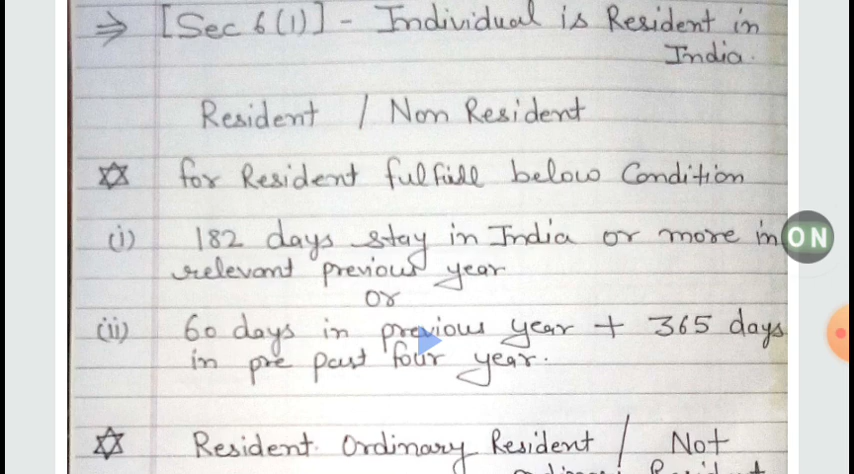 ⇒ [Sec 6(1)] - Individual is Resident in
India.
Resident / Non Resident
✡ for Resident fulfill below Condition
(i) 182 days stay in India or more in
relevant previous year
or
(ii) 60 days in previous year + 365 days
in pre past four year.
✡ Resident Ordinary Resident / Not
ON